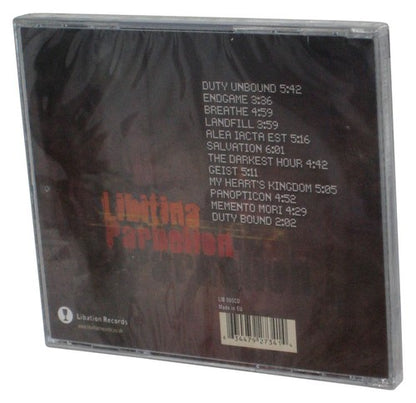 DUTY UNBOUND 5:42
ENDGAME 3:36
BREATHE 4:59
LANDFILL 3:59
ALEA IACTA EST 5:16
SALVATION 6:01
THE DARKEST HOUR 4:42
GEIST 5:11
MY HEART'S KINGDOM 5:05
PANOPTICON 4:52
MEMENTO MORI 4:29
DUTY BOUND 2:02
Libitina
Libation Records
Made in EU